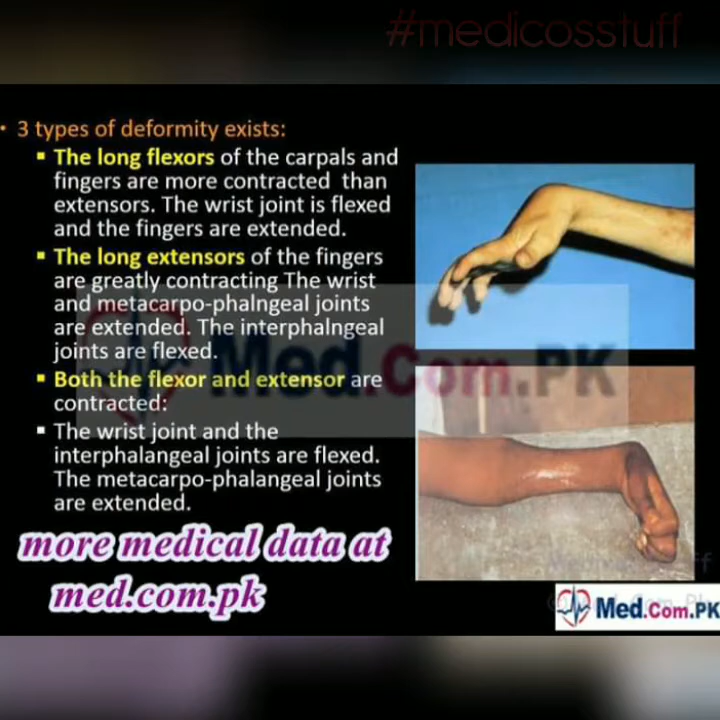 #medicosstuff
• 3 types of deformity exists:
▪ The long flexors of the carpals and
fingers are more contracted than
extensors. The wrist joint is flexed
and the fingers are extended.
▪ The long extensors of the fingers
are greatly contracting The wrist
and metacarpo-phalngeal joints
are extended. The interphalngeal
joints are flexed.
▪ Both the flexor and extensor are
contracted:
▪ The wrist joint and the
interphalangeal joints are flexed.
The metacarpo-phalangeal joints
are extended.
Med.Com.PK
more medical data at
med.com.pk
Med.Com.PK